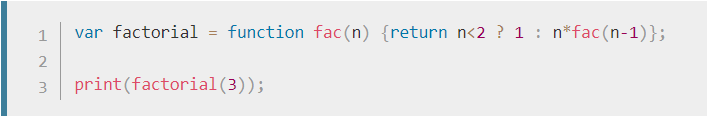 1 var factorial = function fac(n) {return n<2 ? 1 : n*fac(n-1)};
2
3 print(factorial(3));